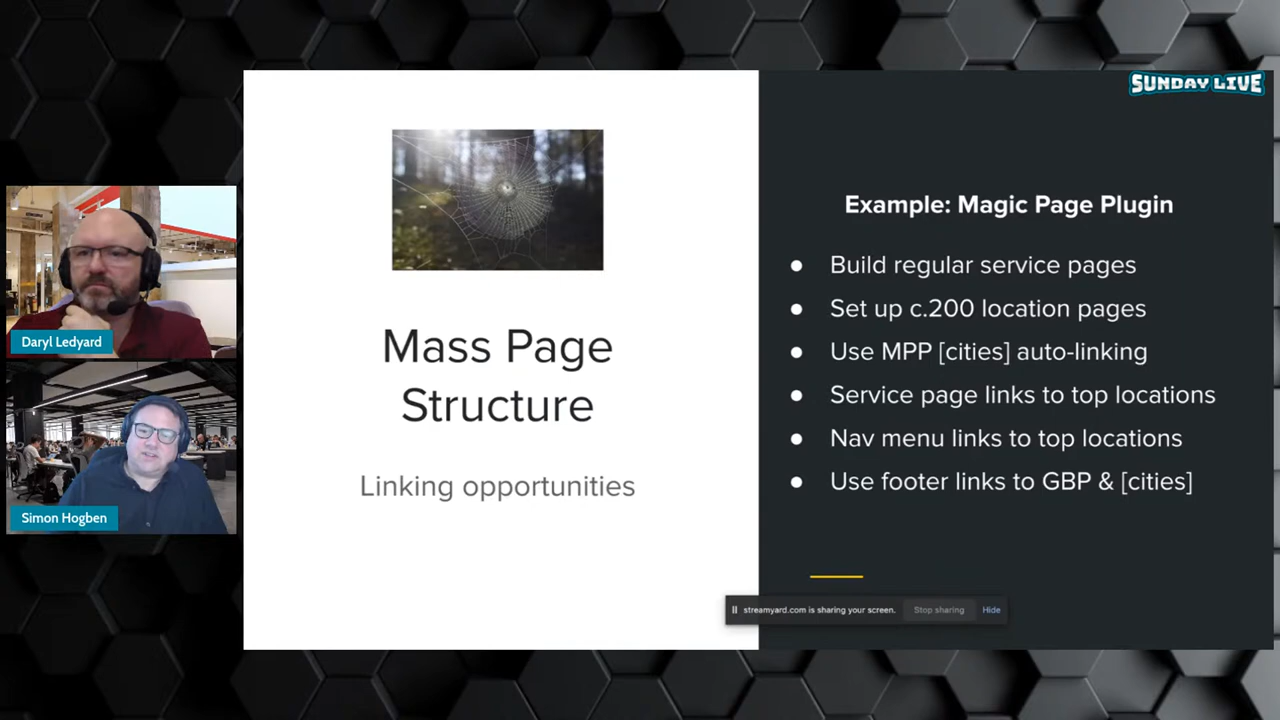 SUNDAY LIVE
Daryl Ledyard
Simon Hogben
Mass Page
Structure
Linking opportunities
Example: Magic Page Plugin
● Build regular service pages
● Set up c.200 location pages
● Use MPP [cities] auto-linking
● Service page links to top locations
● Nav menu links to top locations
● Use footer links to GBP & [cities]
streamyard.com is sharing your screen. Stop sharing Hide